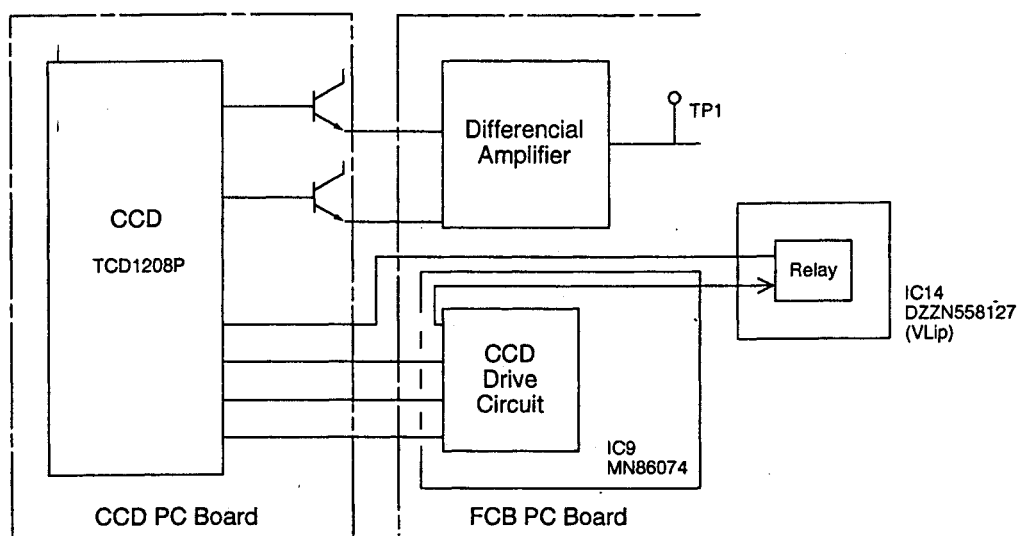 CCD
TCD1208P
Differencial
Amplifier
TP1
Relay
IC14
DZZN558127
(VLip)
CCD
Drive
Circuit
IC9
MN86074
CCD PC Board
FCB PC Board